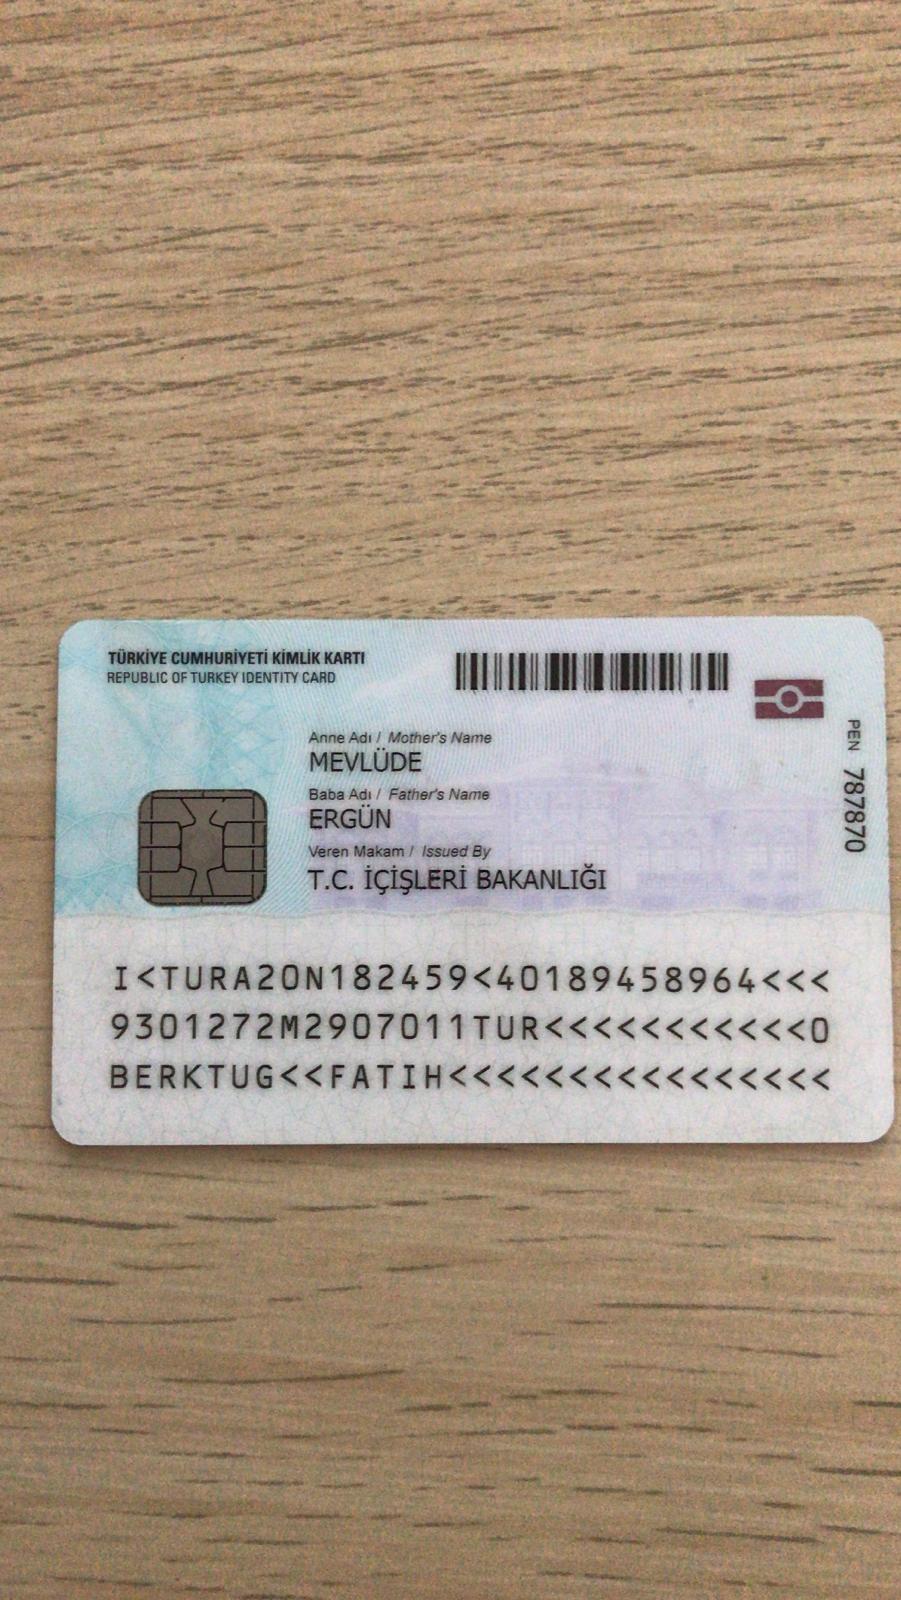 TÜRKİYE CUMHURİYETİ KİMLİK KARTI
REPUBLIC OF TURKEY IDENTITY CARD
Anne Adı / Mother's Name
MEVLÜDE
Baba Adı / Father's Name
ERGÜN
Veren Makam / Issued By
T.C. İÇİŞLERİ BAKANLIĞI
PEN 787870
I<TURA20N182459<40189458964<<<
9301272M2907011TUR<<<<<<<<<<<0
BERKTUG<<FATIH<<<<<<<<<<<<<<<<